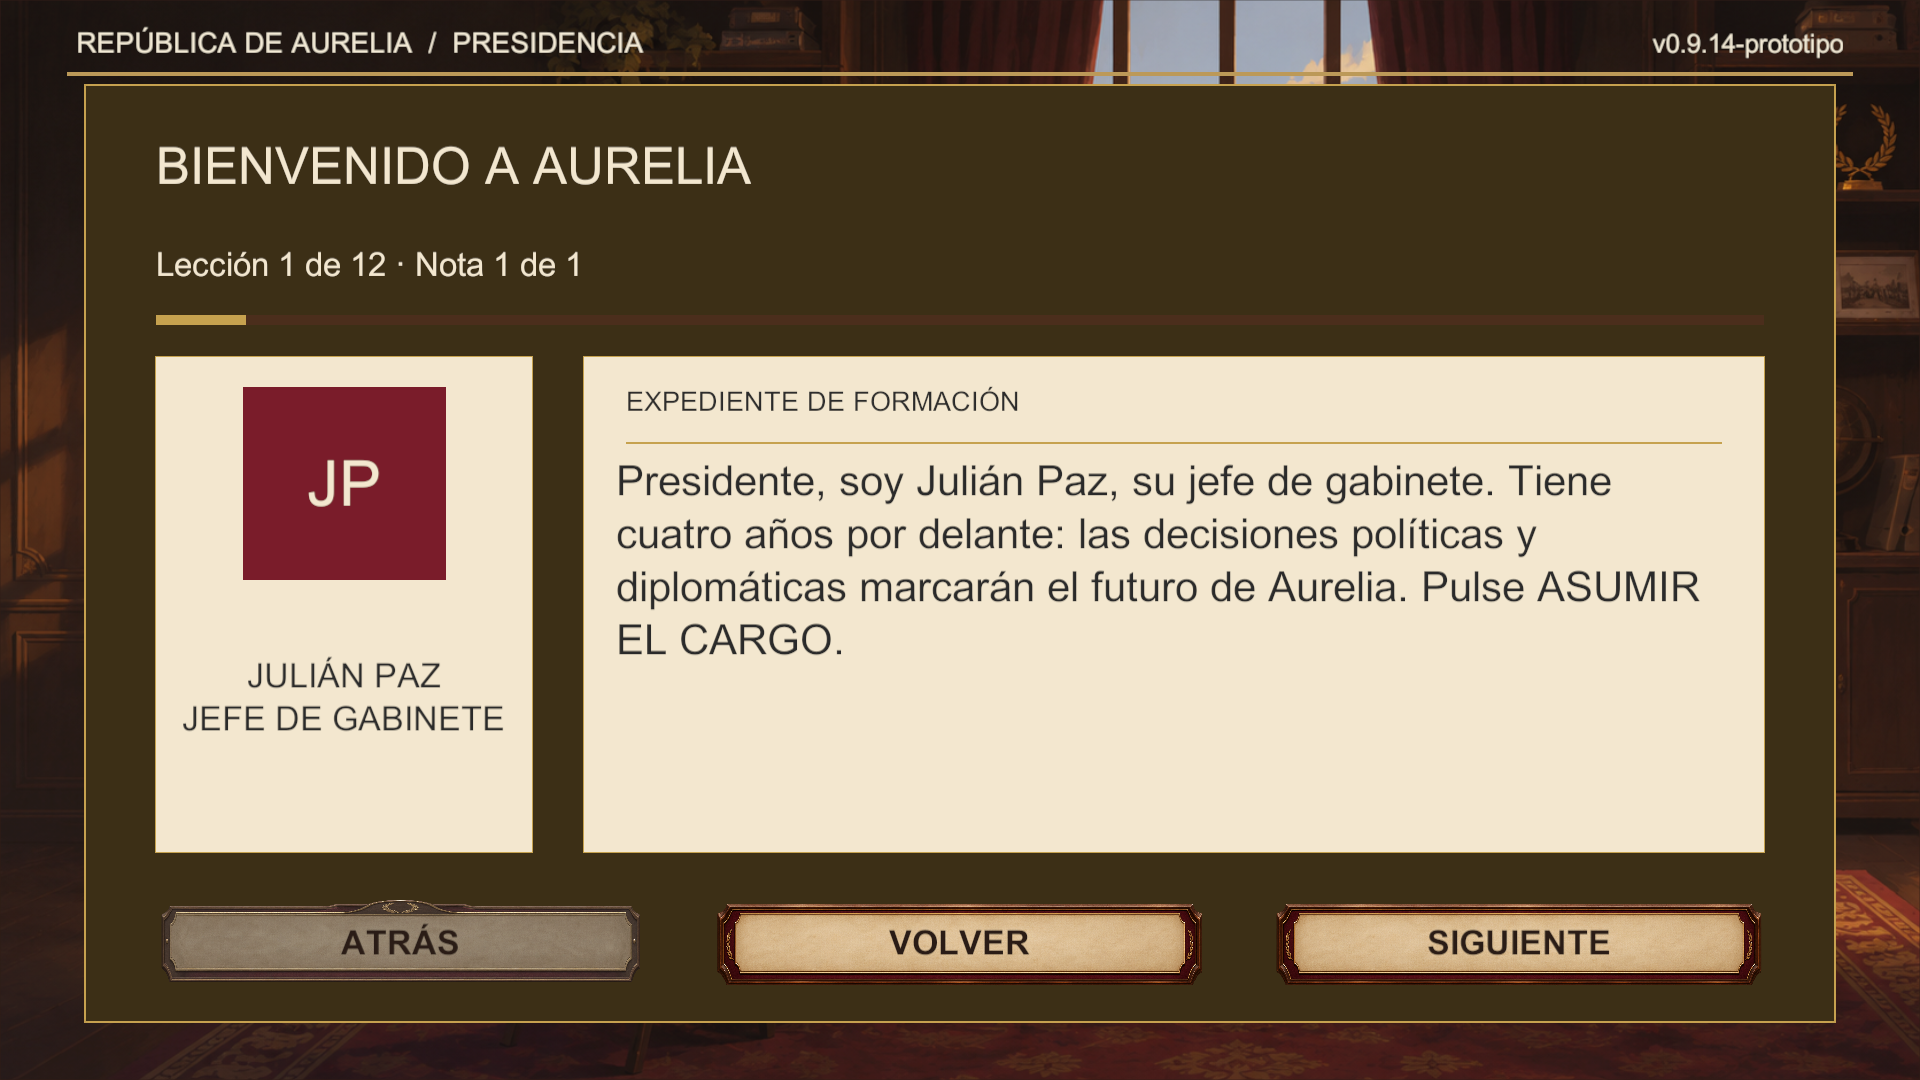 REPÚBLICA DE AURELIA / PRESIDENCIA
v0.9.14-prototipo
BIENVENIDO A AURELIA
Lección 1 de 12 · Nota 1 de 1
JP
JULIÁN PAZ
JEFE DE GABINETE
EXPEDIENTE DE FORMACIÓN
Presidente, soy Julián Paz, su jefe de gabinete. Tiene
cuatro años por delante: las decisiones políticas y
diplomáticas marcarán el futuro de Aurelia. Pulse ASUMIR
EL CARGO.
ATRÁS
VOLVER
SIGUIENTE